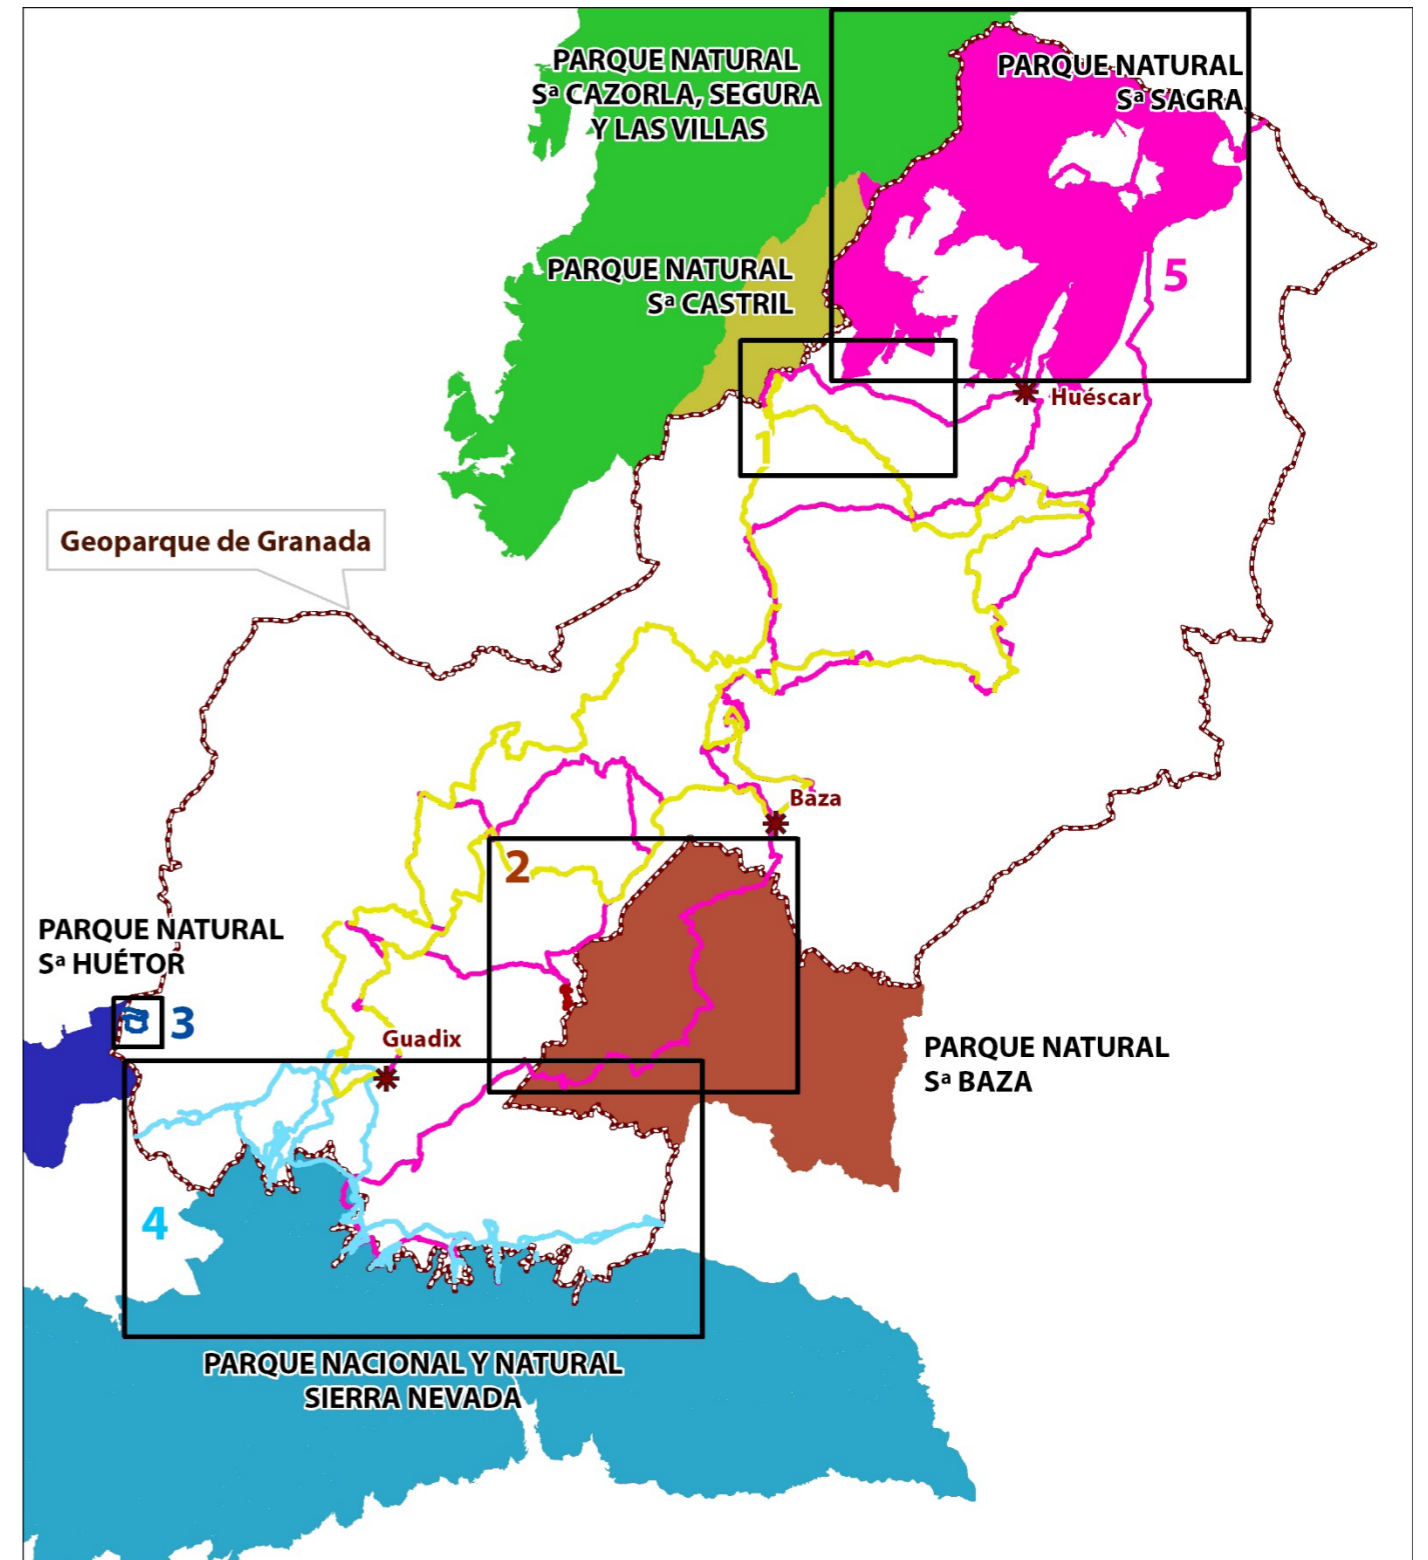 PARQUE NATURAL
Sª CAZORLA, SEGURA
Y LAS VILLAS
PARQUE NATURAL
Sª SAGRA
PARQUE NATURAL
Sª CASTRIL
5
Huéscar
1
Geoparque de Granada
Baza
2
PARQUE NATURAL
Sª HUÉTOR
3
Guadix
PARQUE NATURAL
Sª BAZA
4
PARQUE NACIONAL Y NATURAL
SIERRA NEVADA